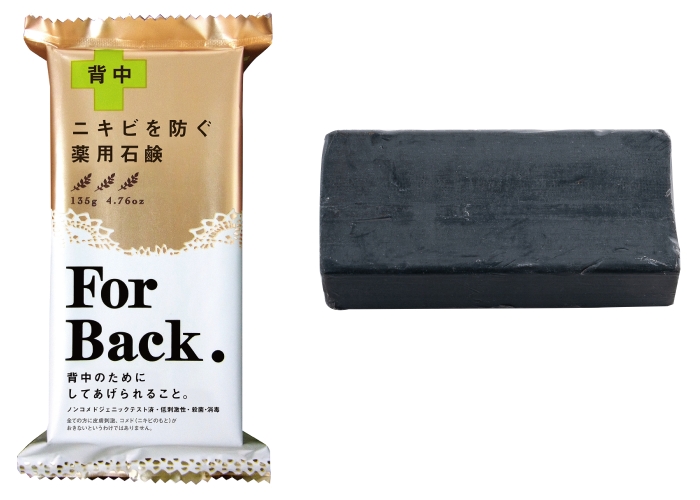 背中
ニキビを防ぐ
薬用石鹸
135g 4.76oz
For
Back.
背中のために
してあげられること。
ノンコメドジェニックテスト済・低刺激性・殺菌・消毒
全ての方に皮膚刺激、コメド(ニキビのもと)が
おきないというわけではありません。